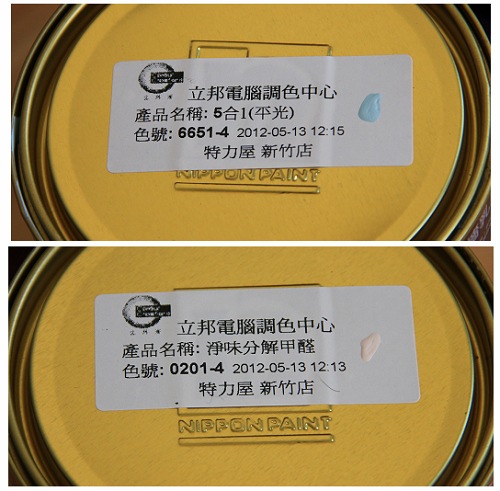 立邦電腦調色中心
產品名稱: 5合1(平光)
色號: 6651-4 2012-05-13 12:15
特力屋 新竹店
NIPPON PAINT
立邦電腦調色中心
產品名稱: 淨味分解甲醛
色號: 0201-4 2012-05-13 12:13
特力屋 新竹店
NIPPON PAINT